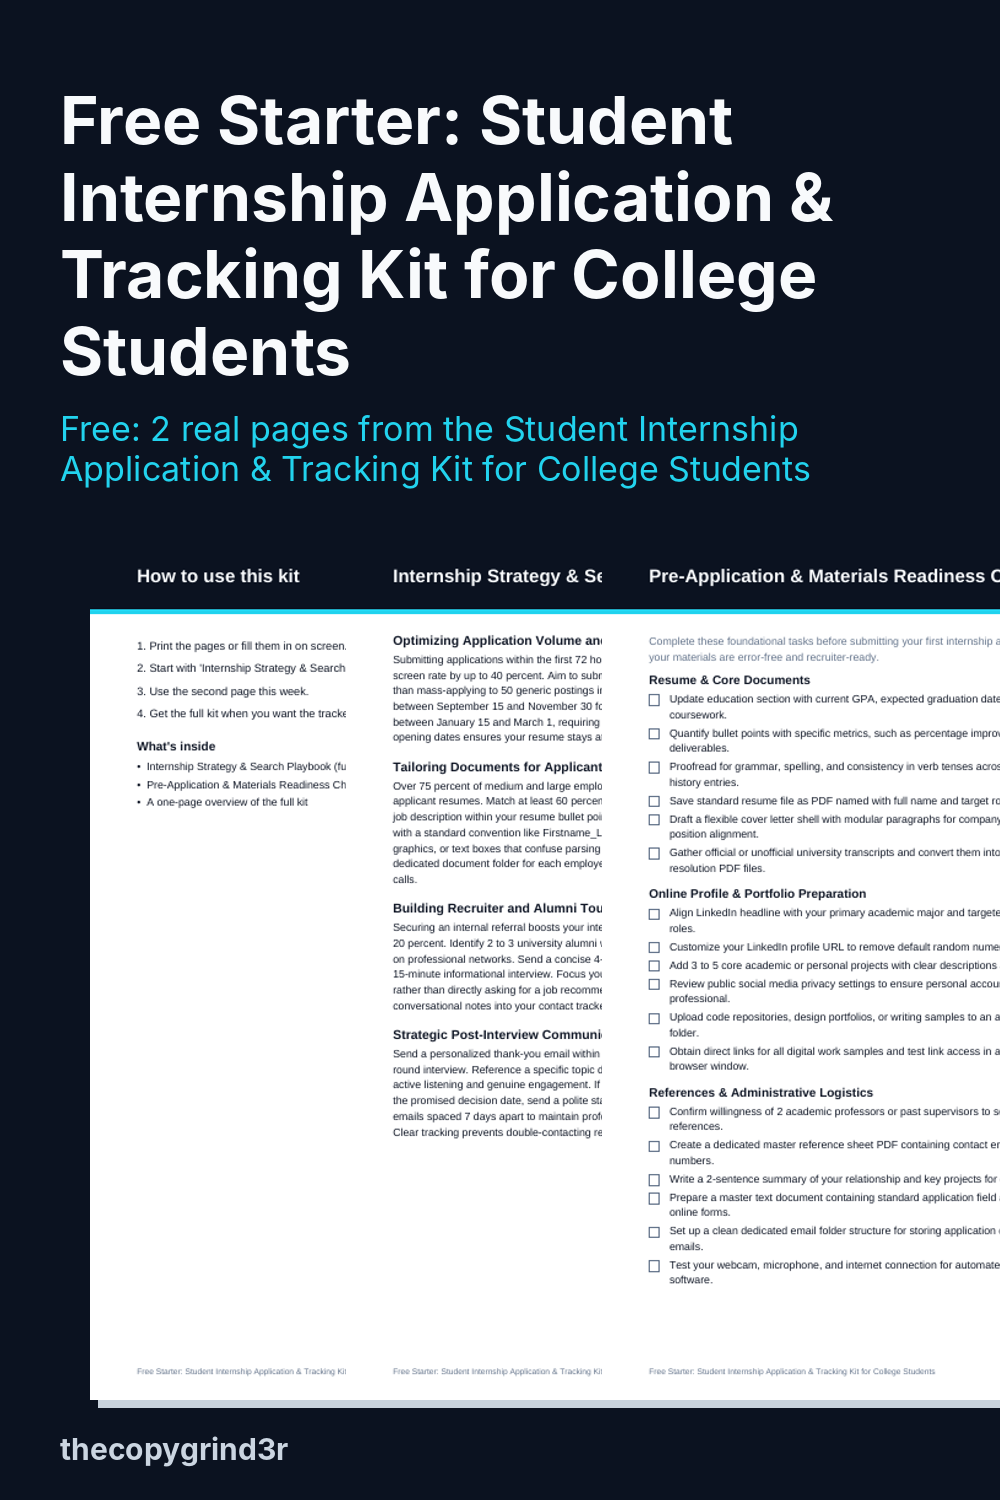 Free Starter: Student
Internship Application &
Tracking Kit for College
Students
Free: 2 real pages from the Student Internship
Application & Tracking Kit for College Students
How to use this kit
1. Print the pages or fill them in on screen.
2. Start with 'Internship Strategy & Search
3. Use the second page this week.
4. Get the full kit when you want the tracke
What's inside
• Internship Strategy & Search Playbook (fu
• Pre-Application & Materials Readiness Ch
• A one-page overview of the full kit
Free Starter: Student Internship Application & Tracking Kit
Internship Strategy & Se
Optimizing Application Volume and
Submitting applications within the first 72 ho
screen rate by up to 40 percent. Aim to subm
than mass-applying to 50 generic postings in
between September 15 and November 30 fo
between January 15 and March 1, requiring
opening dates ensures your resume stays a
Tailoring Documents for Applicant
Over 75 percent of medium and large emplo
applicant resumes. Match at least 60 percen
job description within your resume bullet poi
with a standard convention like Firstname_L
graphics, or text boxes that confuse parsing
dedicated document folder for each employe
calls.
Building Recruiter and Alumni Tou
Securing an internal referral boosts your inte
20 percent. Identify 2 to 3 university alumni
on professional networks. Send a concise 4-
15-minute informational interview. Focus you
rather than directly asking for a job recomme
conversational notes into your contact tracke
Strategic Post-Interview Communic
Send a personalized thank-you email within
round interview. Reference a specific topic d
active listening and genuine engagement. If
the promised decision date, send a polite sta
emails spaced 7 days apart to maintain profe
Clear tracking prevents double-contacting re
Free Starter: Student Internship Application & Tracking Kit
Pre-Application & Materials Readiness C
Complete these foundational tasks before submitting your first internship a
your materials are error-free and recruiter-ready.
Resume & Core Documents
Update education section with current GPA, expected graduation date
coursework.
Quantify bullet points with specific metrics, such as percentage improv
deliverables.
Proofread for grammar, spelling, and consistency in verb tenses acros
history entries.
Save standard resume file as PDF named with full name and target ro
Draft a flexible cover letter shell with modular paragraphs for company
position alignment.
Gather official or unofficial university transcripts and convert them into
resolution PDF files.
Online Profile & Portfolio Preparation
Align LinkedIn headline with your primary academic major and targete
roles.
Customize your LinkedIn profile URL to remove default random nume
Add 3 to 5 core academic or personal projects with clear descriptions
Review public social media privacy settings to ensure personal accou
professional.
Upload code repositories, design portfolios, or writing samples to an a
folder.
Obtain direct links for all digital work samples and test link access in a
browser window.
References & Administrative Logistics
Confirm willingness of 2 academic professors or past supervisors to s
references.
Create a dedicated master reference sheet PDF containing contact em
numbers.
Write a 2-sentence summary of your relationship and key projects for
Prepare a master text document containing standard application field
online forms.
Set up a clean dedicated email folder structure for storing application
emails.
Test your webcam, microphone, and internet connection for automate
software.
Free Starter: Student Internship Application & Tracking Kit for College Students
thecopygrind3r